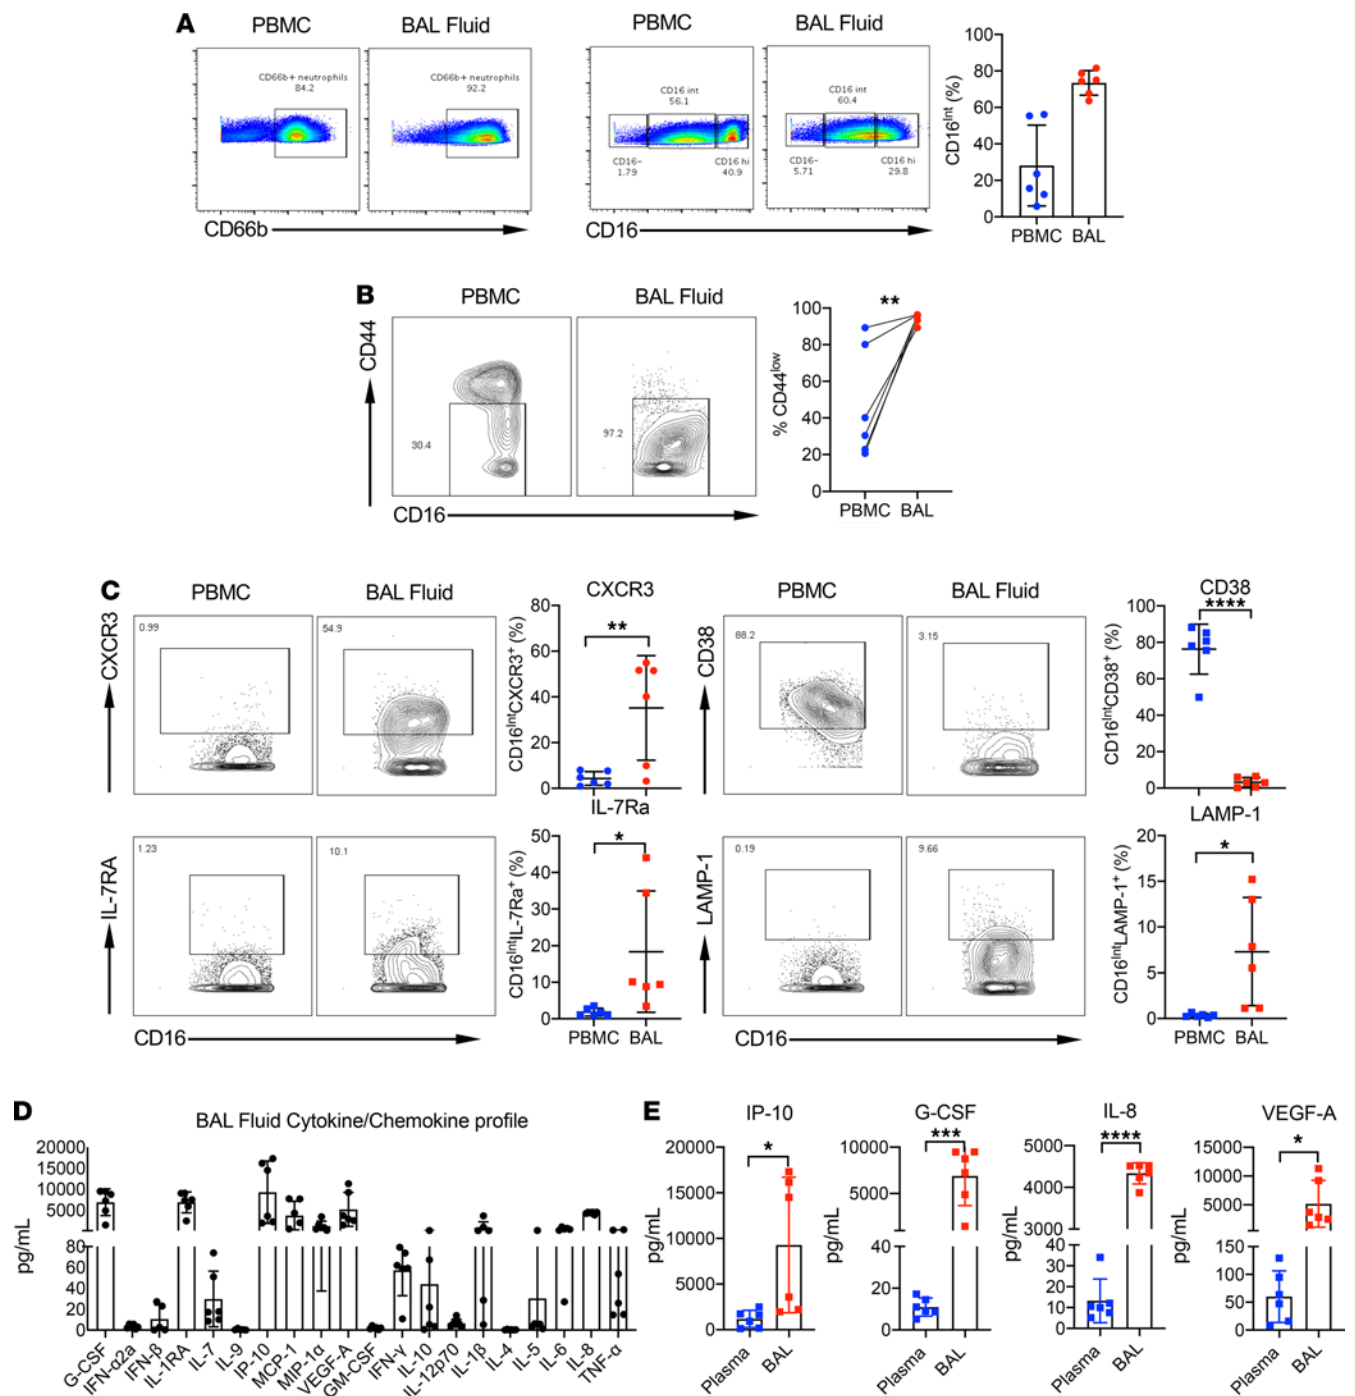 A
PBMC
BAL Fluid
CD66b+ neutrophils
84.2
CD66b+ neutrophils
92.2
CD66b
PBMC
BAL Fluid
CD16 int
56.1
CD16−
1.79
CD16 hi
40.9
CD16 int
60.4
CD16−
5.71
CD16 hi
29.8
CD16
CD16Int (%)
100
80
60
40
20
0
PBMC
BAL
B
PBMC
BAL Fluid
CD44
30.4
97.2
CD16
% CD44low
**
100
80
60
40
20
0
PBMC
BAL
C
PBMC
BAL Fluid
CXCR3
0.99
54.9
CXCR3
CD16IntCXCR3+ (%)
**
80
60
40
20
0
PBMC
BAL Fluid
CD38
88.2
3.15
CD38
CD16IntCD38+ (%)
****
100
80
60
40
20
0
IL-7RA
1.23
10.1
CD16
IL-7Ra
CD16IntIL-7Ra+ (%)
*
50
40
30
20
10
0
PBMC
BAL
LAMP-1
0.19
9.66
CD16
LAMP-1
CD16IntLAMP-1+ (%)
*
20
15
10
5
0
PBMC
BAL
D
BAL Fluid Cytokine/Chemokine profile
pg/mL
20000
15000
10000
5000
80
60
40
20
0
G-CSF
IFN-α2a
IFN-β
IL-1RA
IL-7
IL-9
IP-10
MCP-1
MIP-1α
VEGF-A
GM-CSF
IFN-γ
IL-10
IL-12p70
IL-1β
IL-4
IL-5
IL-6
IL-8
TNF-α
E
IP-10
pg/mL
*
20000
15000
10000
5000
0
Plasma
BAL
G-CSF
pg/mL
***
10000
5000
40
20
0
Plasma
BAL
IL-8
pg/mL
****
5000
4000
3000
40
30
20
10
0
Plasma
BAL
VEGF-A
pg/mL
*
15000
10000
5000
150
100
50
0
Plasma
BAL